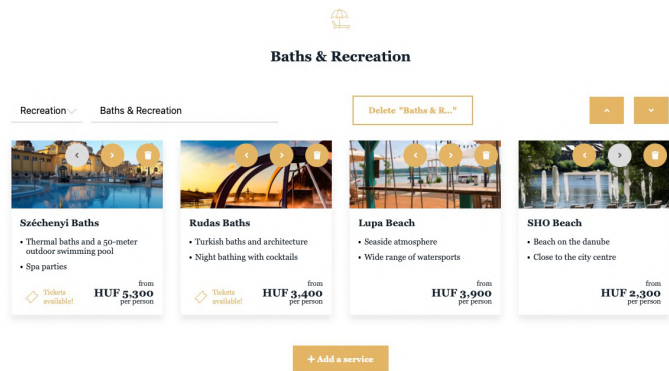 Baths & Recreation
Recreation
Baths & Recreation
Delete "Baths & R..."
Széchenyi Baths
• Thermal baths and a 50-meter
outdoor swimming pool
• Spa parties
Tickets
available!
from
HUF 5,300
per person
Rudas Baths
• Turkish baths and architecture
• Night bathing with cocktails
Tickets
available!
from
HUF 3,400
per person
Lupa Beach
• Seaside atmosphere
• Wide range of watersports
from
HUF 3,900
per person
SHO Beach
• Beach on the danube
• Close to the city centre
from
HUF 2,300
per person
+ Add a service